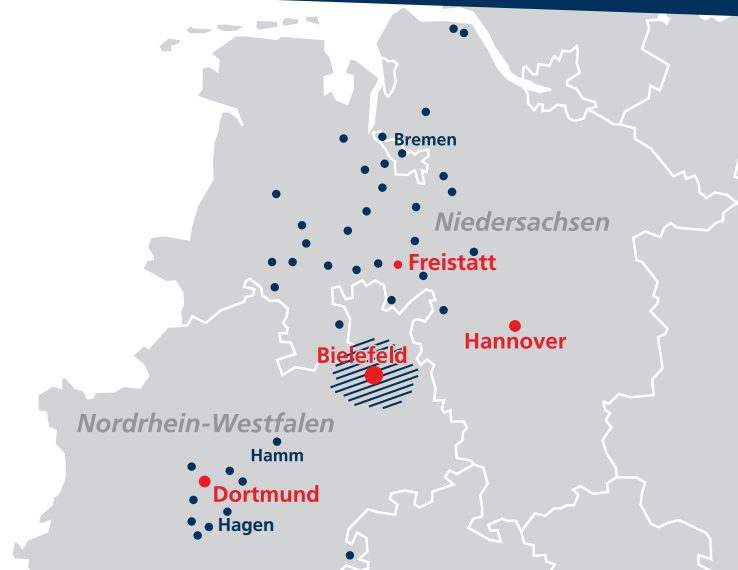 Bremen
Niedersachsen
Freistatt
Hannover
Bielefeld
Nordrhein-Westfalen
Hamm
Dortmund
Hagen